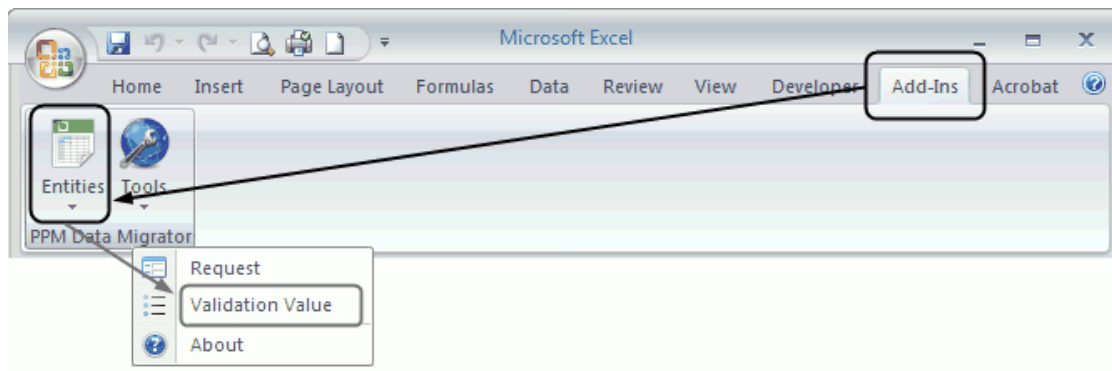 Microsoft Excel
Home Insert Page Layout Formulas Data Review View Developer Add-Ins Acrobat
Entities Tools
PPM Data Migrator
Request
Validation Value
About